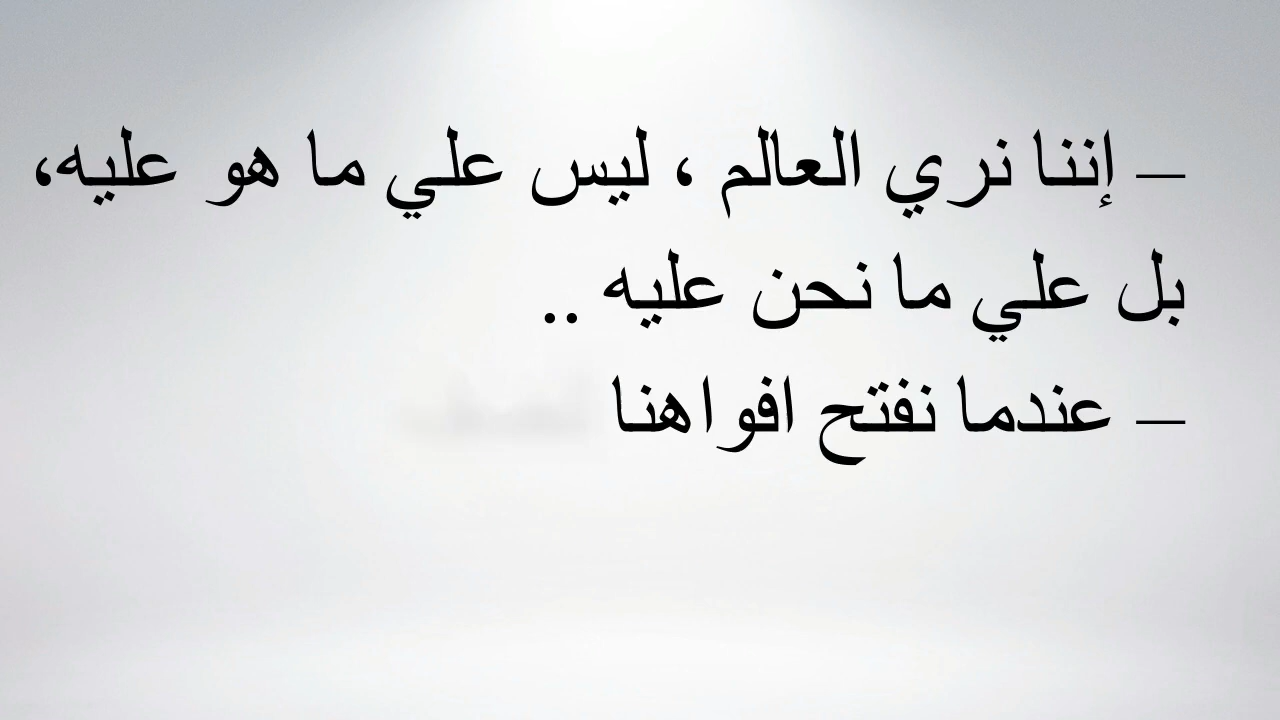 – إننا نري العالم ، ليس علي ما هو عليه،
بل علي ما نحن عليه ..
– عندما نفتح افواهنا